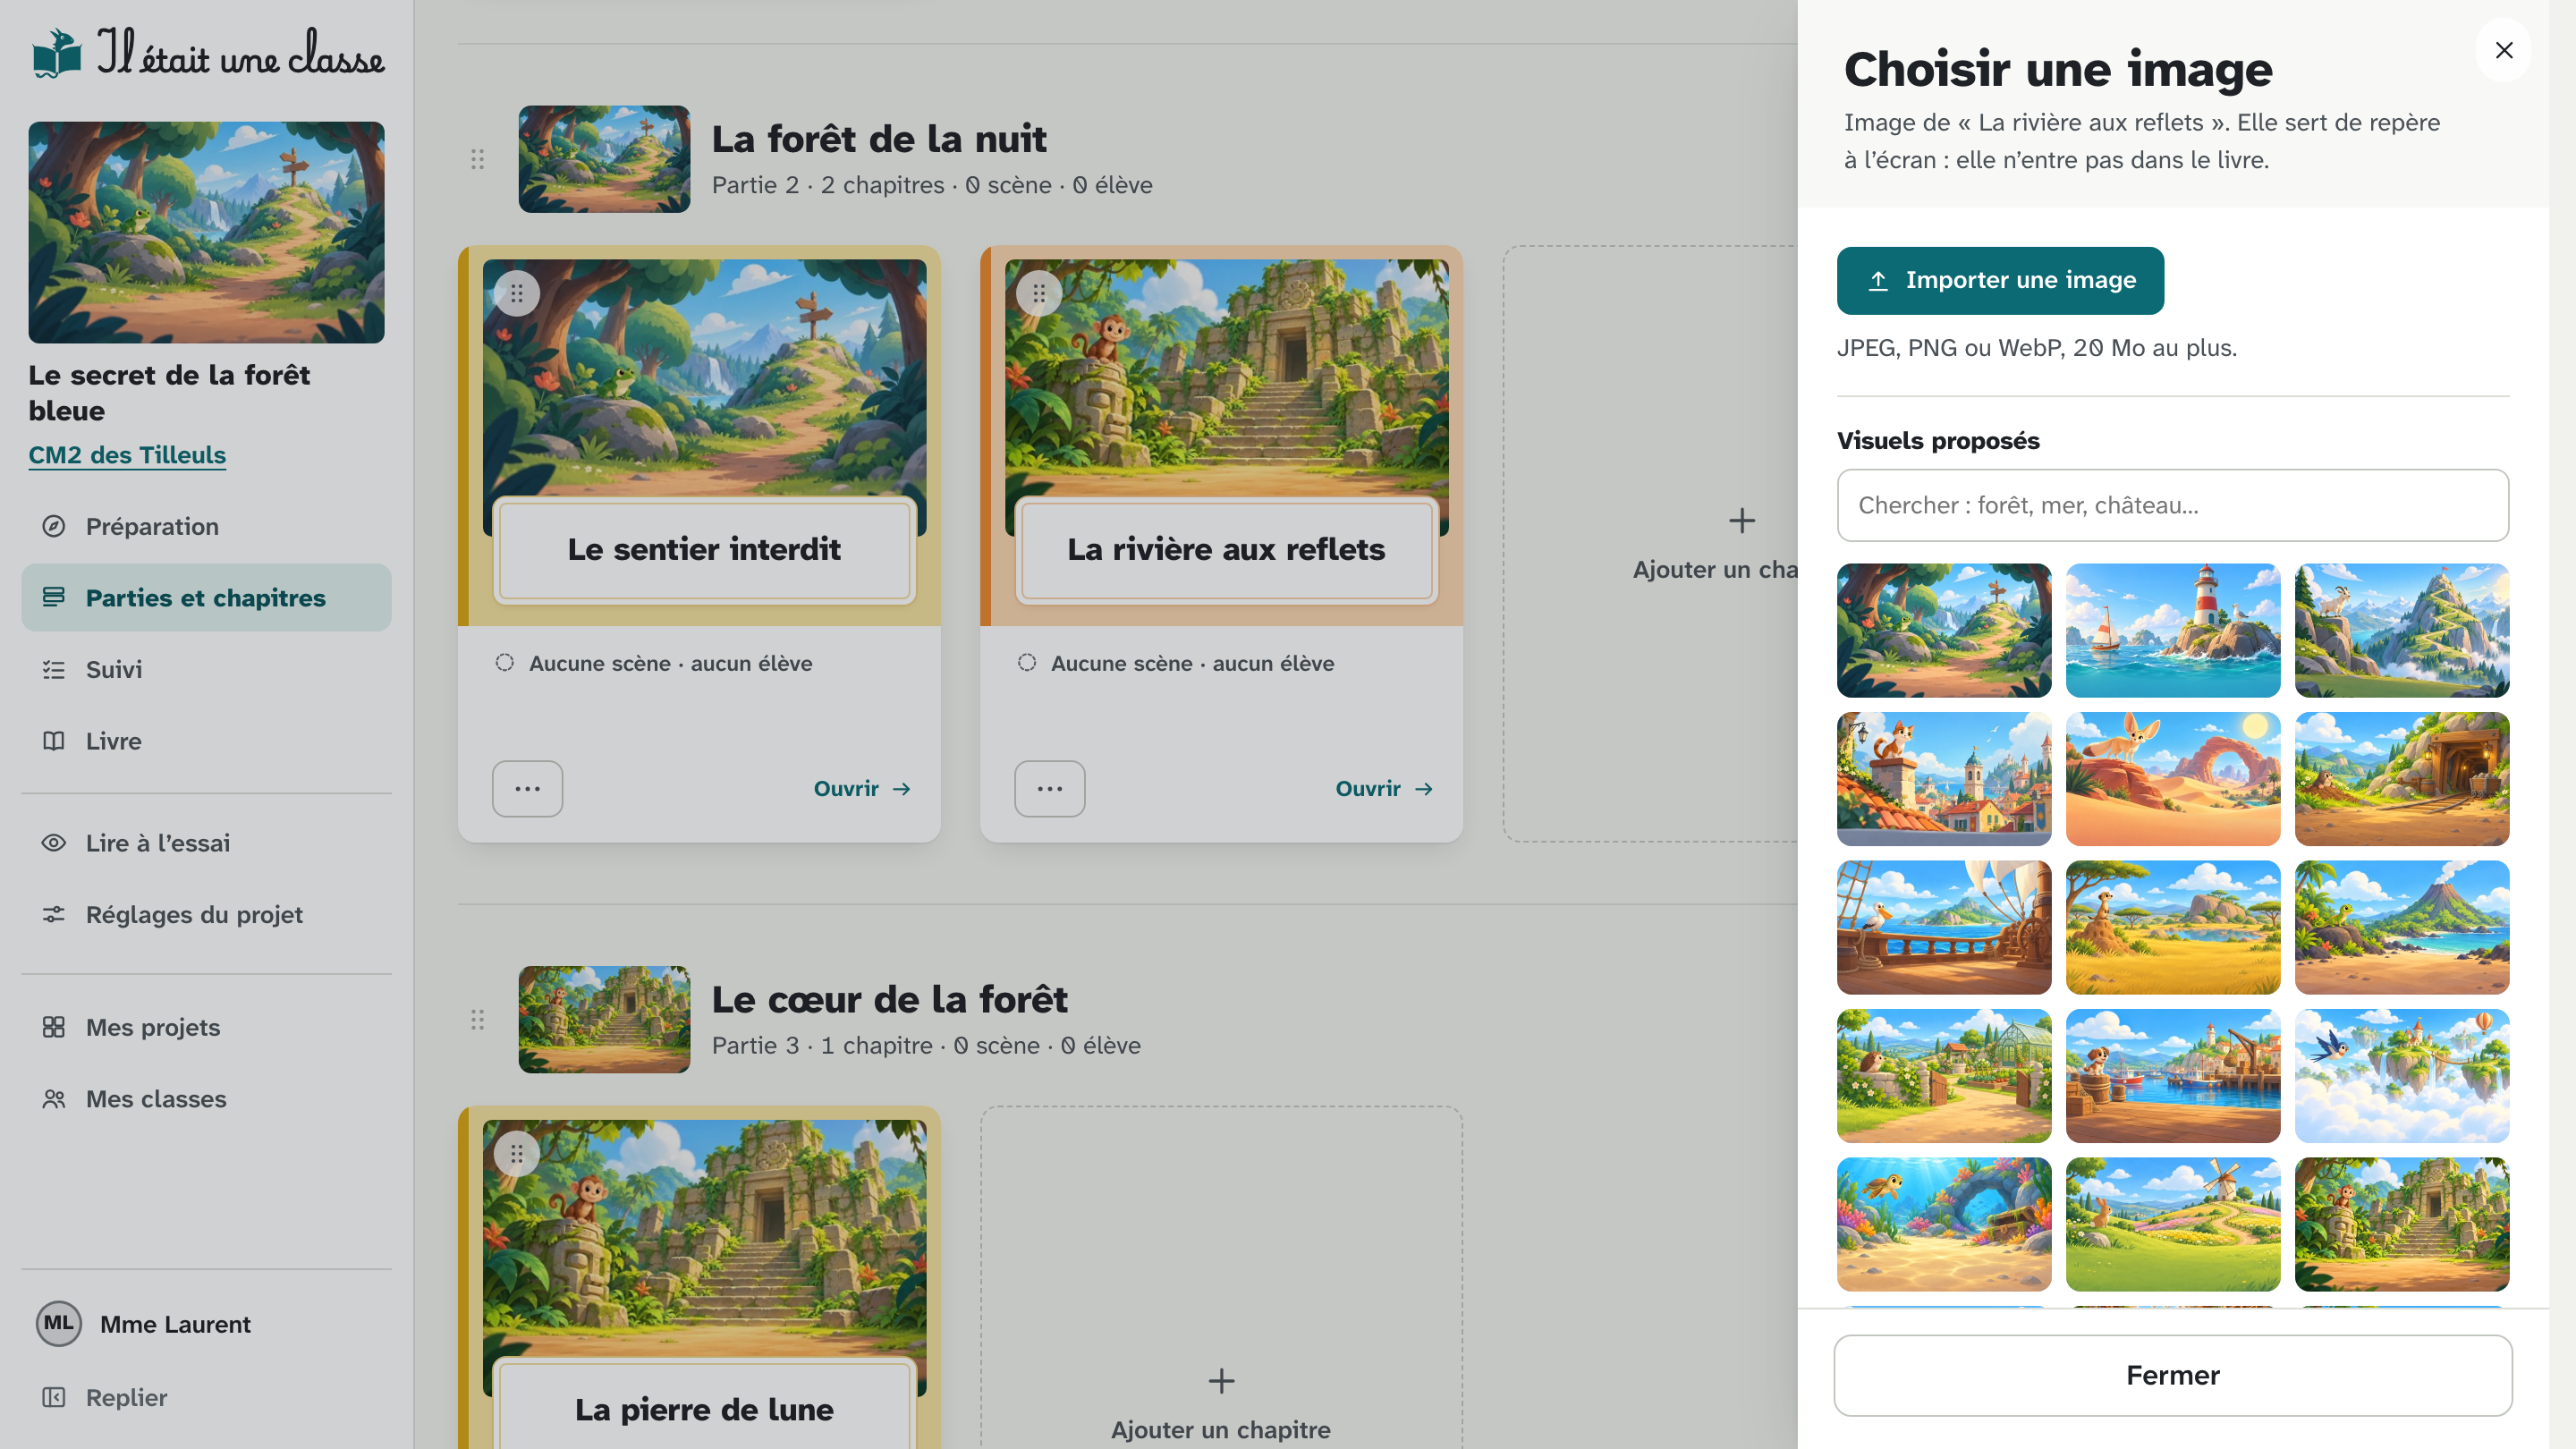 Il était une classe
Le secret de la forêt
bleue
CM2 des Tilleuls
Préparation
Parties et chapitres
Suivi
Livre
Lire à l’essai
Réglages du projet
Mes projets
Mes classes
ML
Mme Laurent
Replier
La forêt de la nuit
Partie 2 · 2 chapitres · 0 scène · 0 élève
Le sentier interdit
Aucune scène · aucun élève
Ouvrir
La rivière aux reflets
Aucune scène · aucun élève
Ouvrir
Ajouter un cha
Le cœur de la forêt
Partie 3 · 1 chapitre · 0 scène · 0 élève
La pierre de lune
Ajouter un chapitre
Choisir une image
Image de « La rivière aux reflets ». Elle sert de repère
à l’écran : elle n’entre pas dans le livre.
Importer une image
JPEG, PNG ou WebP, 20 Mo au plus.
Visuels proposés
Chercher : forêt, mer, château…
Fermer